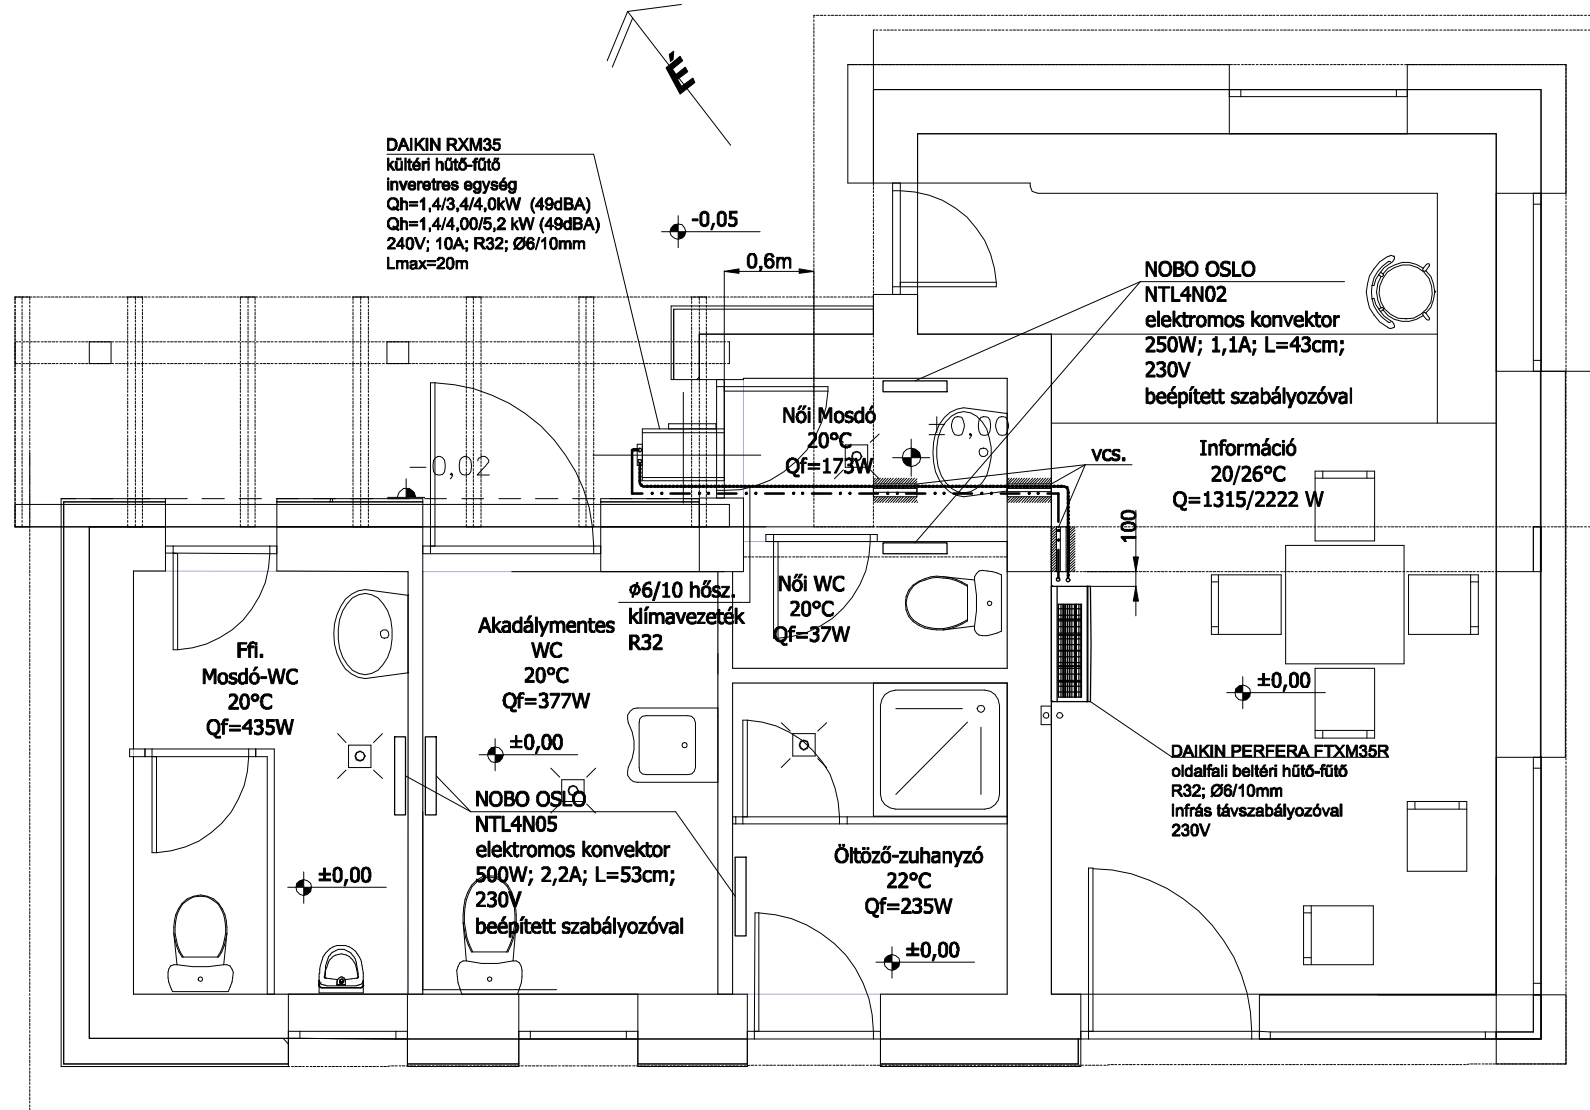 É
DAIKIN RXM35
kültéri hűtő-fűtő
inveretres egység
Qh=1,4/3,4/4,0kW (49dBA)
Qh=1,4/4,00/5,2 kW (49dBA)
240V; 10A; R32; Ø6/10mm
Lmax=20m
-0,05
0,6m
NOBO OSLO
NTL4N02
elektromos konvektor
250W; 1,1A; L=43cm;
230V
beépített szabályozóval
Női Mosdó
20°C
Qf=173W
±0,00
-0,02
vcs.
Információ
20/26°C
Q=1315/2222 W
100
ø6/10 hősz.
klímavezeték
R32
Női WC
20°C
Qf=37W
Akadálymentes
WC
20°C
Qf=377W
Ffi.
Mosdó-WC
20°C
Qf=435W
±0,00
±0,00
DAIKIN PERFERA FTXM35R
oldalfali beltéri hűtő-fűtő
R32; Ø6/10mm
infrás távszabályozóval
230V
NOBO OSLO
NTL4N05
elektromos konvektor
500W; 2,2A; L=53cm;
230V
beépített szabályozóval
±0,00
Öltöző-zuhanyzó
22°C
Qf=235W
±0,00